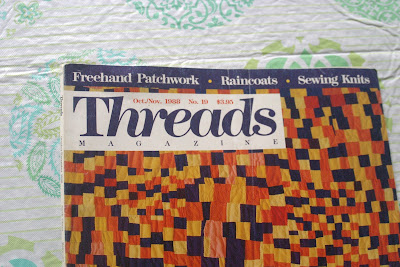 Freehand Patchwork • Raincoats • Sewing Knits
Oct./Nov. 1988 No. 19 $3.95
Threads
MAGAZINE